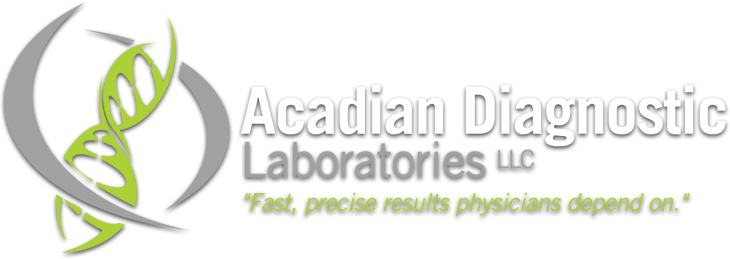 Acadian Diagnostic
Laboratories LLC
"Fast, precise results physicians depend on."